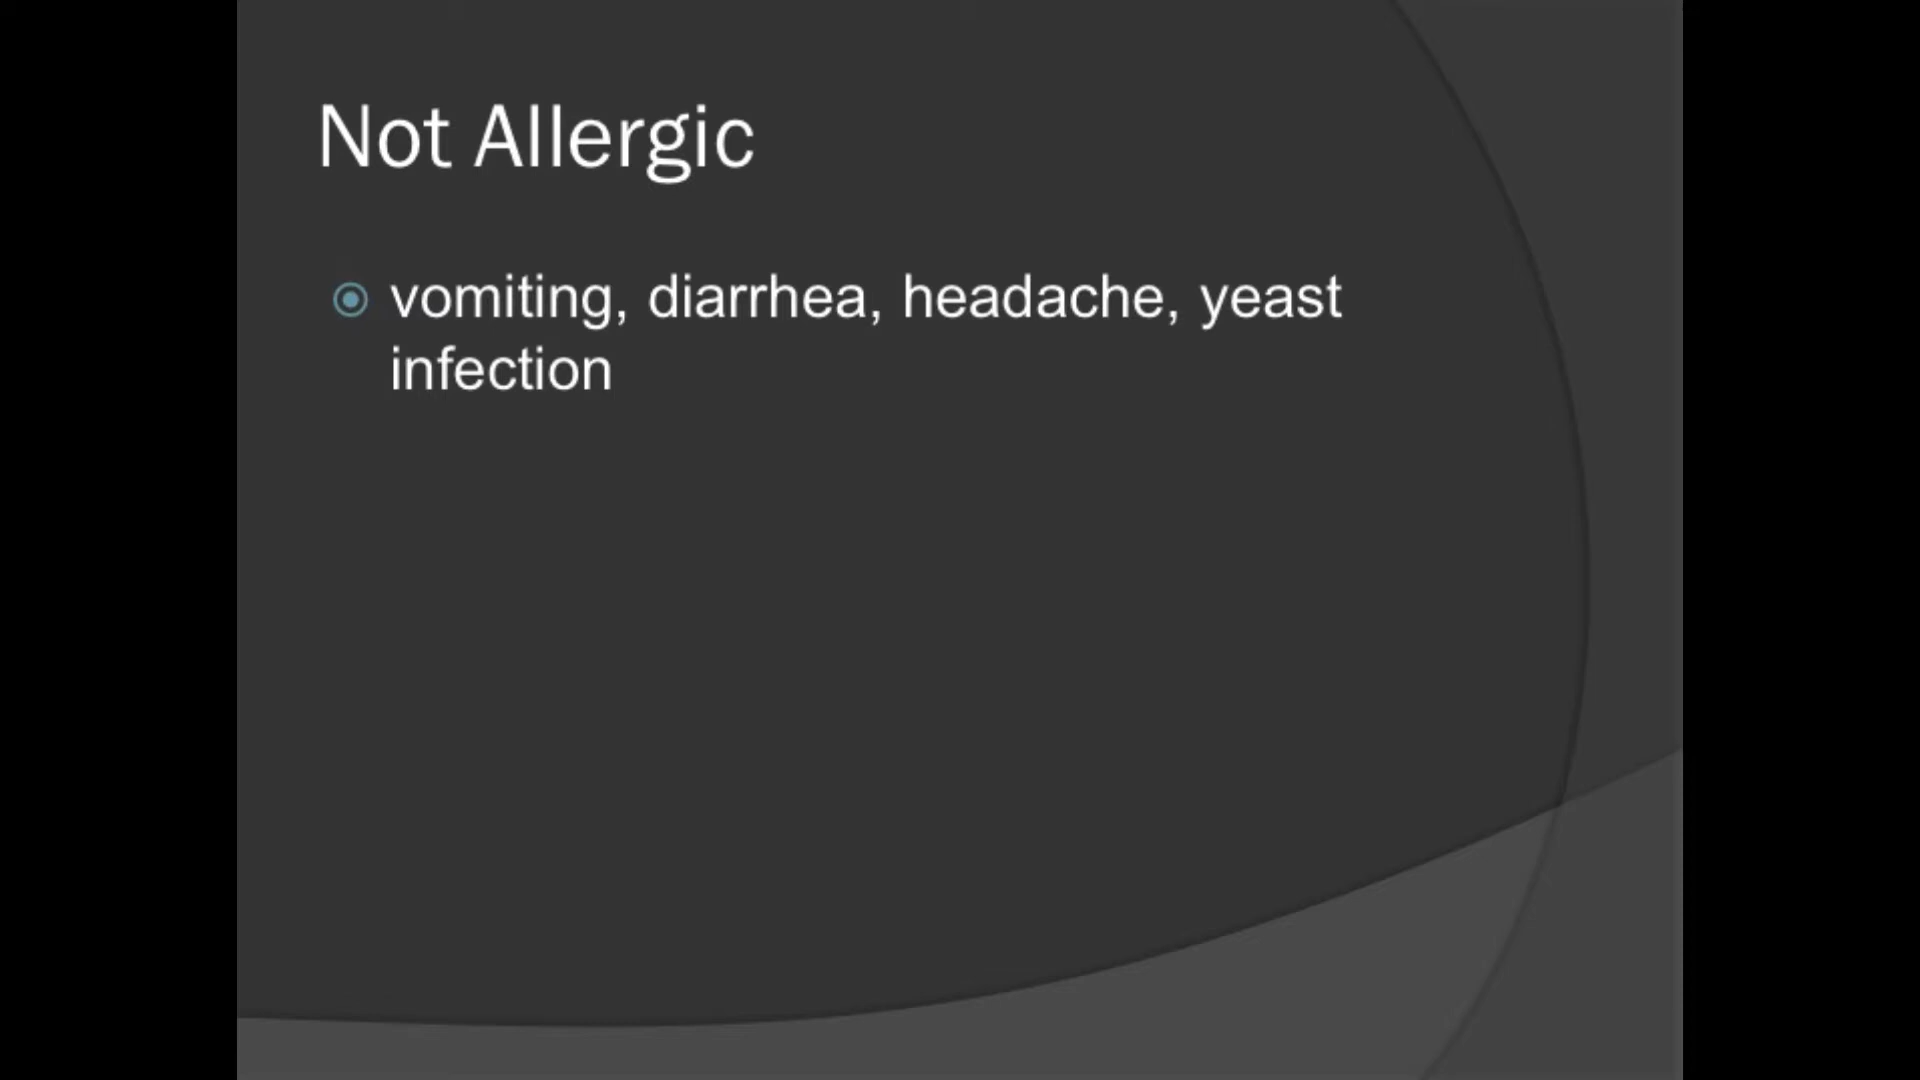 Not Allergic
vomiting, diarrhea, headache, yeast
infection